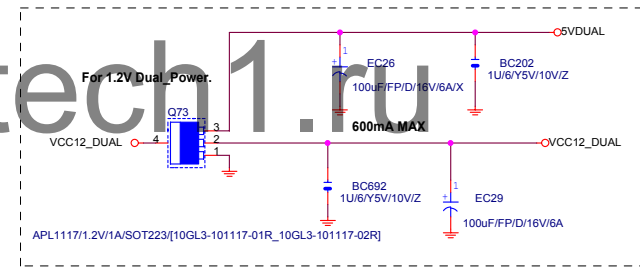 5VDUAL
1
EC26
BC202
1U/6/Y5V/10V/Z
100uF/FP/D/16V/6A/X
For 1.2V Dual_Power.
tech1.ru
Q73
3
600mA MAX
VCC12_DUAL
4
2
VCC12_DUAL
1
BC692
1U/6/Y5V/10V/Z
1
EC29
100uF/FP/D/16V/6A
APL1117/1.2V/1A/SOT223/[10GL3-101117-01R_10GL3-101117-02R]